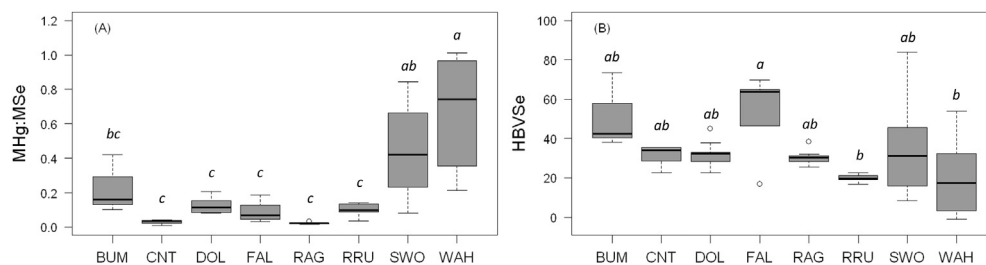 (A)
MHg:MSe
1.2
1.0
0.8
0.6
0.4
0.2
0.0
bc
c
c
c
c
c
ab
a
BUM CNT DOL FAL RAG RRU SWO WAH
(B)
HBVSe
100
80
60
40
20
0
ab
ab
ab
a
ab
b
ab
b
BUM CNT DOL FAL RAG RRU SWO WAH